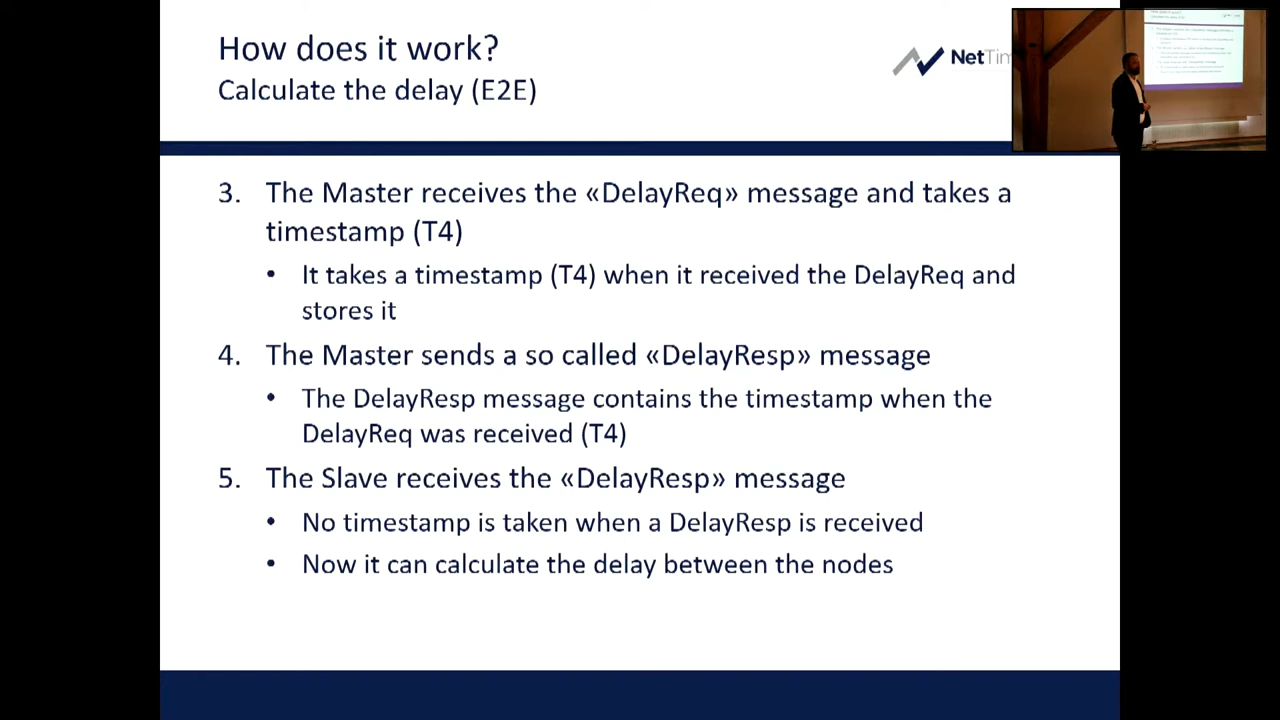 How does it work?
Calculate the delay (E2E)
NetTim
3. The Master receives the «DelayReq» message and takes a
timestamp (T4)
• It takes a timestamp (T4) when it received the DelayReq and
stores it
4. The Master sends a so called «DelayResp» message
• The DelayResp message contains the timestamp when the
DelayReq was received (T4)
5. The Slave receives the «DelayResp» message
• No timestamp is taken when a DelayResp is received
• Now it can calculate the delay between the nodes